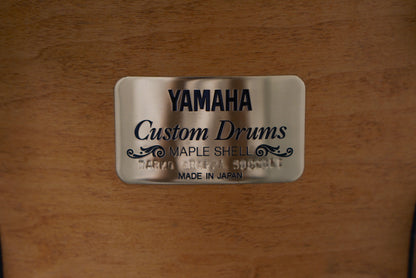 YAMAHA
Custom Drums
MAPLE SHELL
MADE IN JAPAN